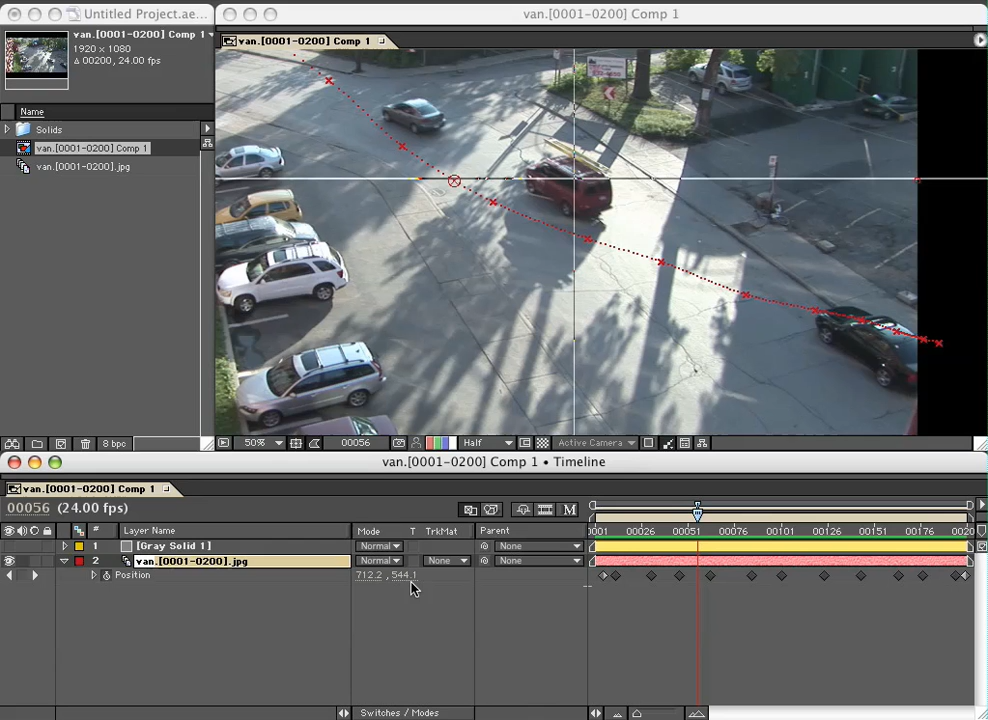 Untitled Project.ae...
van.[0001-0200] Comp 1
1920 x 1080
Δ 00200, 24.00 fps
Name
Solids
van.[0001-0200] Comp 1
van.[0001-0200].jpg
8 bpc
van.[0001-0200] Comp 1
van.[0001-0200] Comp 1
50%
00056
Half
Active Camera
van.[0001-0200] Comp 1 • Timeline
van.[0001-0200] Comp 1
00056 (24.00 fps)
M
# Layer Name Mode T TrkMat Parent
0001 00026 00051 00076 00101 00126 00151 00176 0020
1 [Gray Solid 1] Normal None
2 van.[0001-0200].jpg Normal None None
Position 712.2, 544.1
Switches / Modes